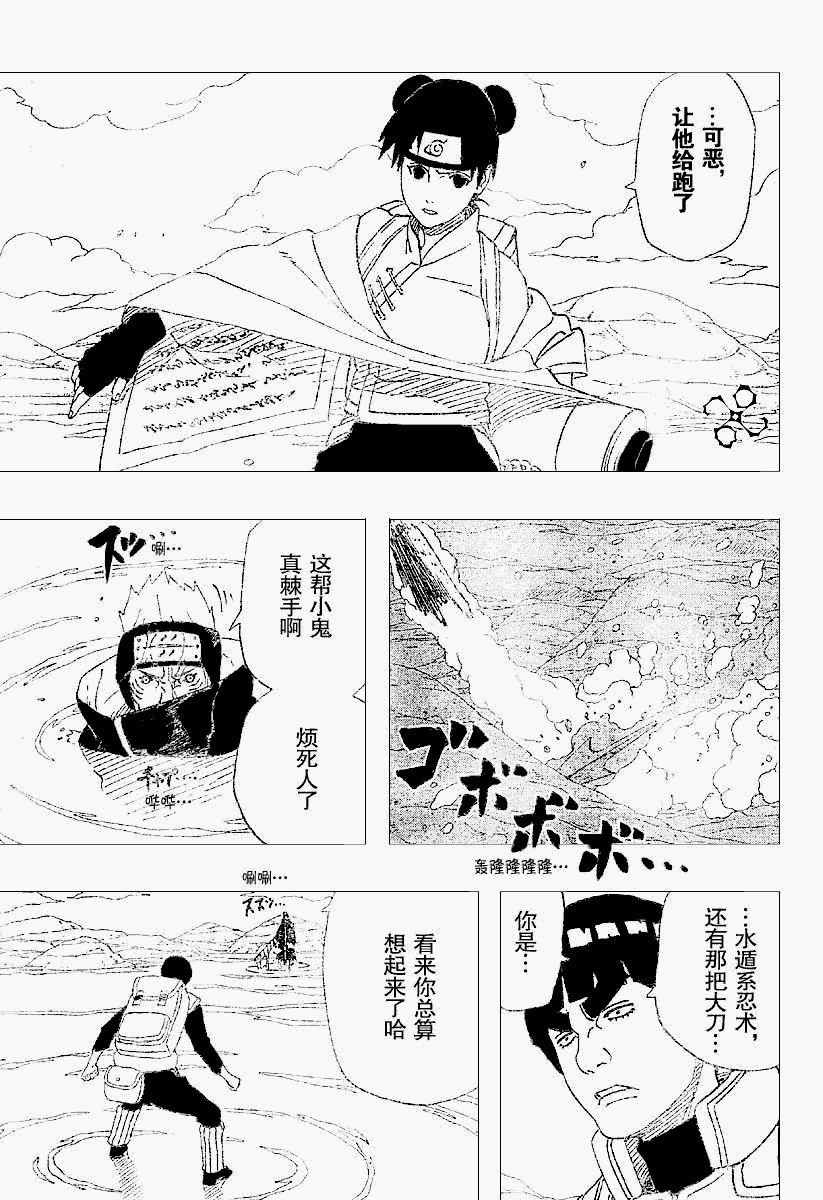 …可恶,
让他给跑了
ゴボボボボ…
轰隆隆隆隆…
ズッ…
唰…
这帮小鬼
真棘手啊
烦死人了
哗哗…
…水遁系忍术,
还有那把大刀…
你是…
唰唰…
ズズッ…
看来你总算
想起来了哈